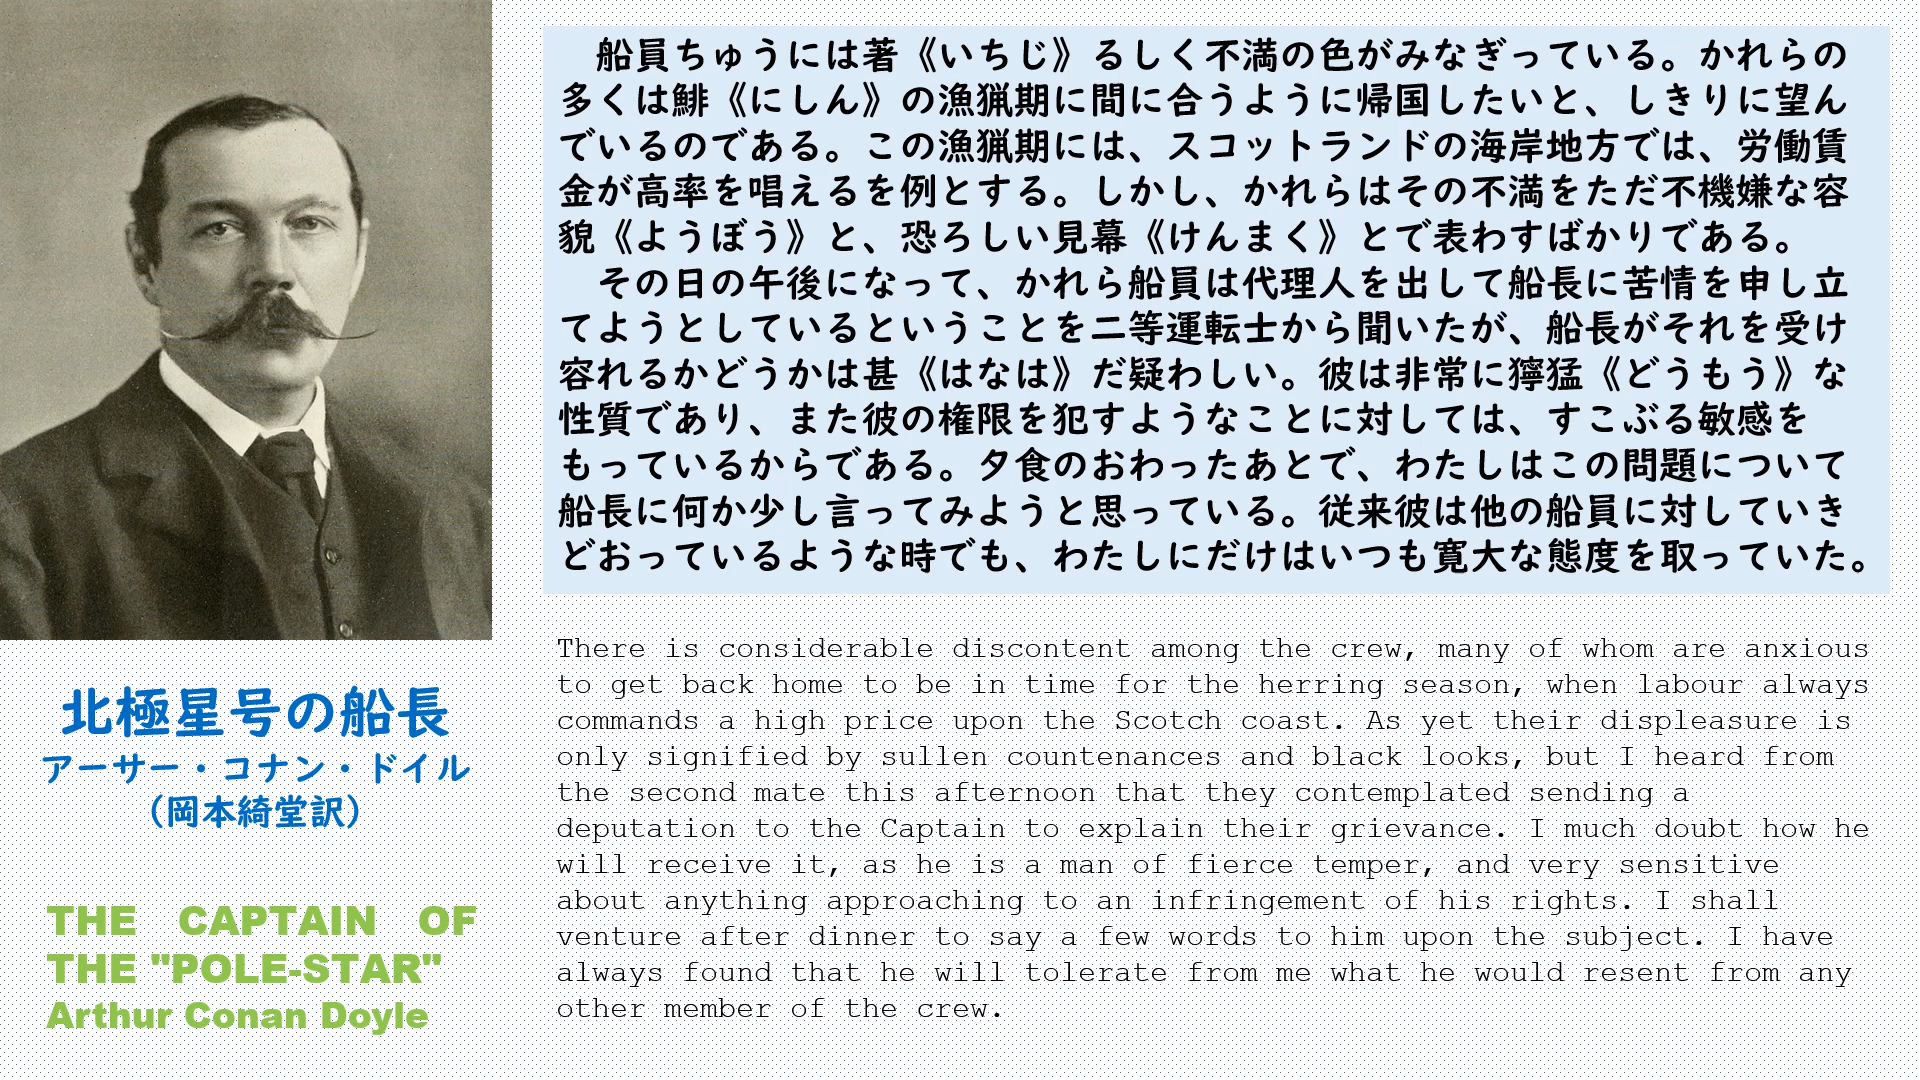 船員ちゅうには著《いちじ》るしく不満の色がみなぎっている。かれらの
多くは鯡《にしん》の漁猟期に間に合うように帰国したいと、しきりに望ん
でいるのである。この漁猟期には、スコットランドの海岸地方では、労働賃
金が高率を唱えるを例とする。しかし、かれらはその不満をただ不機嫌な容
貌《ようぼう》と、恐ろしい見幕《けんまく》とで表わすばかりである。
その日の午後になって、かれら船員は代理人を出して船長に苦情を申し立
てようとしているということを二等運転士から聞いたが、船長がそれを受け
容れるかどうかは甚《はなは》だ疑わしい。彼は非常に獰猛《どうもう》な
性質であり、また彼の権限を犯すようなことに対しては、すこぶる敏感を
もっているからである。夕食のおわったあとで、わたしはこの問題について
船長に何か少し言ってみようと思っている。従来彼は他の船員に対していき
どおっているような時でも、わたしにだけはいつも寛大な態度を取っていた。
There is considerable discontent among the crew, many of whom are anxious
to get back home to be in time for the herring season, when labour always
commands a high price upon the Scotch coast. As yet their displeasure is
only signified by sullen countenances and black looks, but I heard from
the second mate this afternoon that they contemplated sending a
deputation to the Captain to explain their grievance. I much doubt how he
will receive it, as he is a man of fierce temper, and very sensitive
about anything approaching to an infringement of his rights. I shall
venture after dinner to say a few words to him upon the subject. I have
always found that he will tolerate from me what he would resent from any
other member of the crew.
北極星号の船長
アーサー・コナン・ドイル
（岡本綺堂訳）
THE CAPTAIN OF
THE "POLE-STAR"
Arthur Conan Doyle